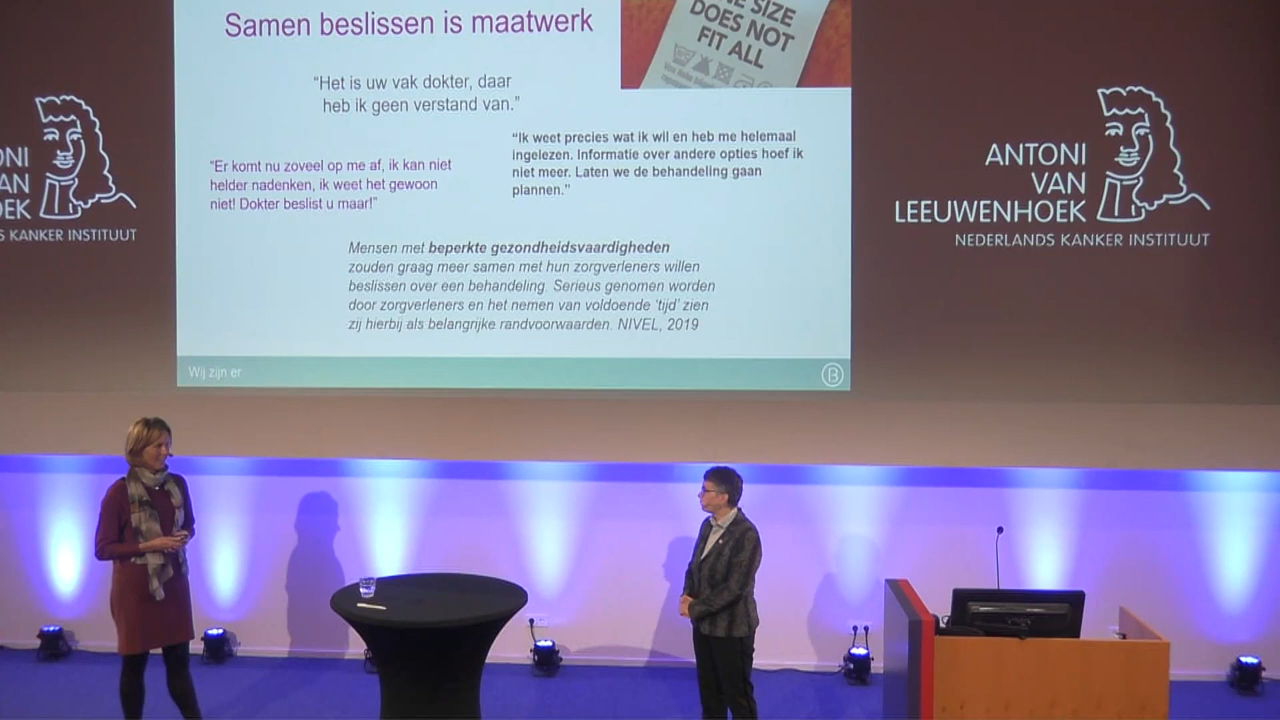 Samen beslissen is maatwerk
SIZE
DOES NOT
FIT ALL
“Het is uw vak dokter, daar
heb ik geen verstand van.”
“Ik weet precies wat ik wil en heb me helemaal
ingelezen. Informatie over andere opties hoef ik
niet meer. Laten we de behandeling gaan
plannen.”
“Er komt nu zoveel op me af, ik kan niet
helder nadenken, ik weet het gewoon
niet! Dokter beslist u maar!”
Mensen met beperkte gezondheidsvaardigheden
zouden graag meer samen met hun zorgverleners willen
beslissen over een behandeling. Serieus genomen worden
door zorgverleners en het nemen van voldoende ‘tijd’ zien
zij hierbij als belangrijke randvoorwaarden. NIVEL, 2019
Wij zijn er
B
ONI
AN
OEK
S KANKER INSTITUUT
ANTONI
VAN
LEEUWENHOEK
NEDERLANDS KANKER INSTITUUT